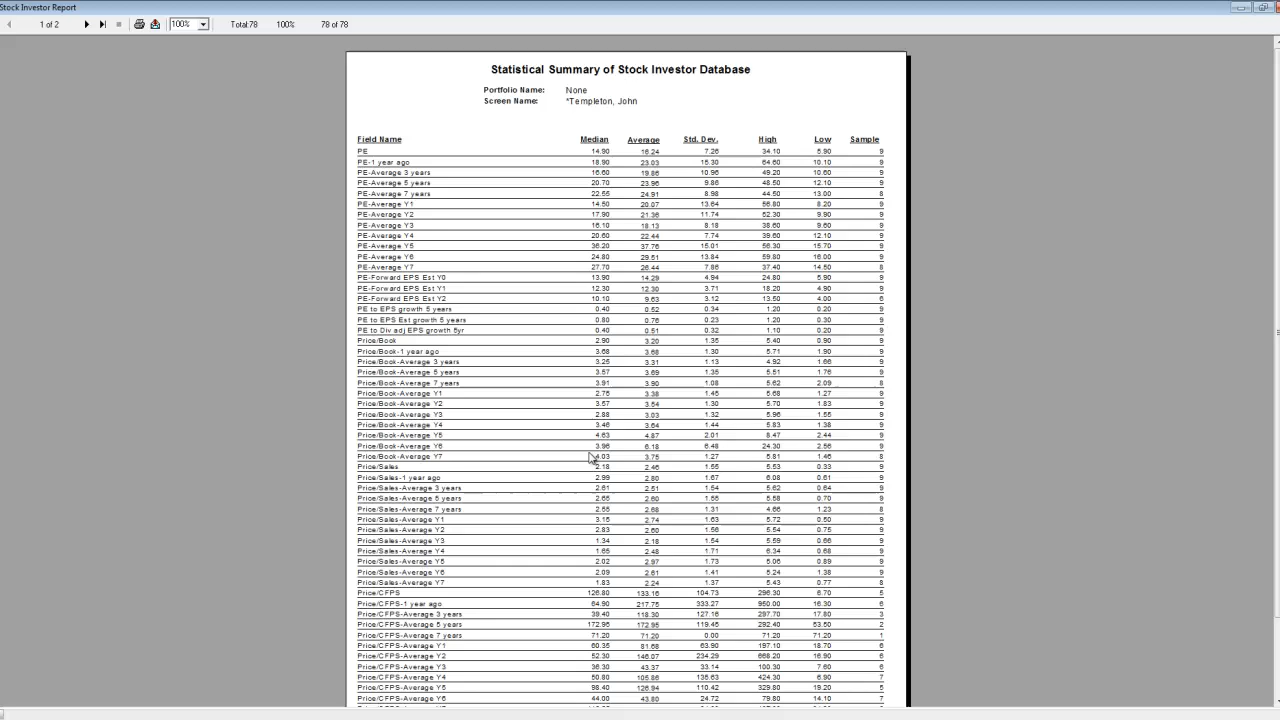 Stock Investor Report
1 of 2 100% Total:78 100% 78 of 78
Statistical Summary of Stock Investor Database
Portfolio Name: None
Screen Name: *Templeton, John
Field Name Median Average Std. Dev. High Low Sample
PE 14.90 16.24 7.26 34.10 5.90 9
PE-1 year ago 18.90 23.03 15.30 64.60 10.10 9
PE-Average 3 years 16.60 19.86 10.96 49.20 10.60 9
PE-Average 5 years 20.70 23.96 9.86 48.50 12.10 9
PE-Average 7 years 22.55 24.91 8.98 44.50 13.00 8
PE-Average Y1 14.50 20.07 13.64 56.80 8.20 9
PE-Average Y2 17.90 21.36 11.74 52.30 9.90 9
PE-Average Y3 16.10 18.13 8.18 38.60 9.60 9
PE-Average Y4 20.60 22.44 7.74 39.60 12.10 9
PE-Average Y5 36.20 37.76 15.01 56.30 15.70 9
PE-Average Y6 24.80 29.51 13.84 59.80 16.00 9
PE-Average Y7 27.70 26.44 7.86 37.40 14.50 8
PE-Forward EPS Est Y0 13.90 14.29 4.94 24.80 5.90 9
PE-Forward EPS Est Y1 12.30 12.30 3.71 18.20 4.90 9
PE-Forward EPS Est Y2 10.10 9.63 3.12 13.50 4.00 6
PE to EPS growth 5 years 0.40 0.52 0.34 1.20 0.20 9
PE to EPS Est growth 5 years 0.80 0.76 0.23 1.20 0.30 9
PE to Div adj EPS growth 5yr 0.40 0.51 0.32 1.10 0.20 9
Price/Book 2.90 3.20 1.35 5.40 0.90 9
Price/Book-1 year ago 3.68 3.68 1.30 5.71 1.90 9
Price/Book-Average 3 years 3.25 3.31 1.13 4.92 1.66 9
Price/Book-Average 5 years 3.57 3.69 1.35 5.51 1.76 9
Price/Book-Average 7 years 3.91 3.90 1.08 5.62 2.09 8
Price/Book-Average Y1 2.75 3.38 1.45 5.68 1.27 9
Price/Book-Average Y2 3.57 3.54 1.30 5.70 1.83 9
Price/Book-Average Y3 2.88 3.03 1.32 5.96 1.55 9
Price/Book-Average Y4 3.46 3.64 1.44 5.83 1.38 9
Price/Book-Average Y5 4.63 4.87 2.01 8.47 2.44 9
Price/Book-Average Y6 3.96 6.18 6.48 24.30 2.56 9
Price/Book-Average Y7 4.03 3.75 1.27 5.81 1.46 8
Price/Sales 2.18 2.46 1.55 5.53 0.33 9
Price/Sales-1 year ago 2.99 2.80 1.67 6.08 0.61 9
Price/Sales-Average 3 years 2.61 2.51 1.54 5.62 0.64 9
Price/Sales-Average 5 years 2.65 2.60 1.55 5.58 0.70 9
Price/Sales-Average 7 years 2.55 2.68 1.31 4.66 1.23 8
Price/Sales-Average Y1 3.15 2.74 1.63 5.72 0.50 9
Price/Sales-Average Y2 2.83 2.60 1.56 5.54 0.75 9
Price/Sales-Average Y3 1.34 2.18 1.54 5.59 0.66 9
Price/Sales-Average Y4 1.65 2.48 1.71 6.34 0.68 9
Price/Sales-Average Y5 2.02 2.97 1.73 5.06 0.89 9
Price/Sales-Average Y6 2.09 2.61 1.41 5.24 1.38 9
Price/Sales-Average Y7 1.83 2.24 1.37 5.43 0.77 8
Price/CFPS 126.80 133.16 104.73 296.30 6.70 5
Price/CFPS-1 year ago 64.90 217.75 333.27 950.00 16.30 6
Price/CFPS-Average 3 years 39.40 118.30 127.16 297.70 17.80 3
Price/CFPS-Average 5 years 172.95 172.95 119.45 292.40 53.50 2
Price/CFPS-Average 7 years 71.20 71.20 0.00 71.20 71.20 1
Price/CFPS-Average Y1 60.35 81.68 63.90 197.10 18.70 6
Price/CFPS-Average Y2 52.30 146.07 234.29 668.20 16.90 6
Price/CFPS-Average Y3 36.30 43.37 33.14 100.30 7.60 6
Price/CFPS-Average Y4 50.80 105.86 135.63 424.30 6.90 7
Price/CFPS-Average Y5 98.40 126.94 110.42 329.80 19.20 5
Price/CFPS-Average Y6 44.00 43.80 24.72 79.80 14.10 7